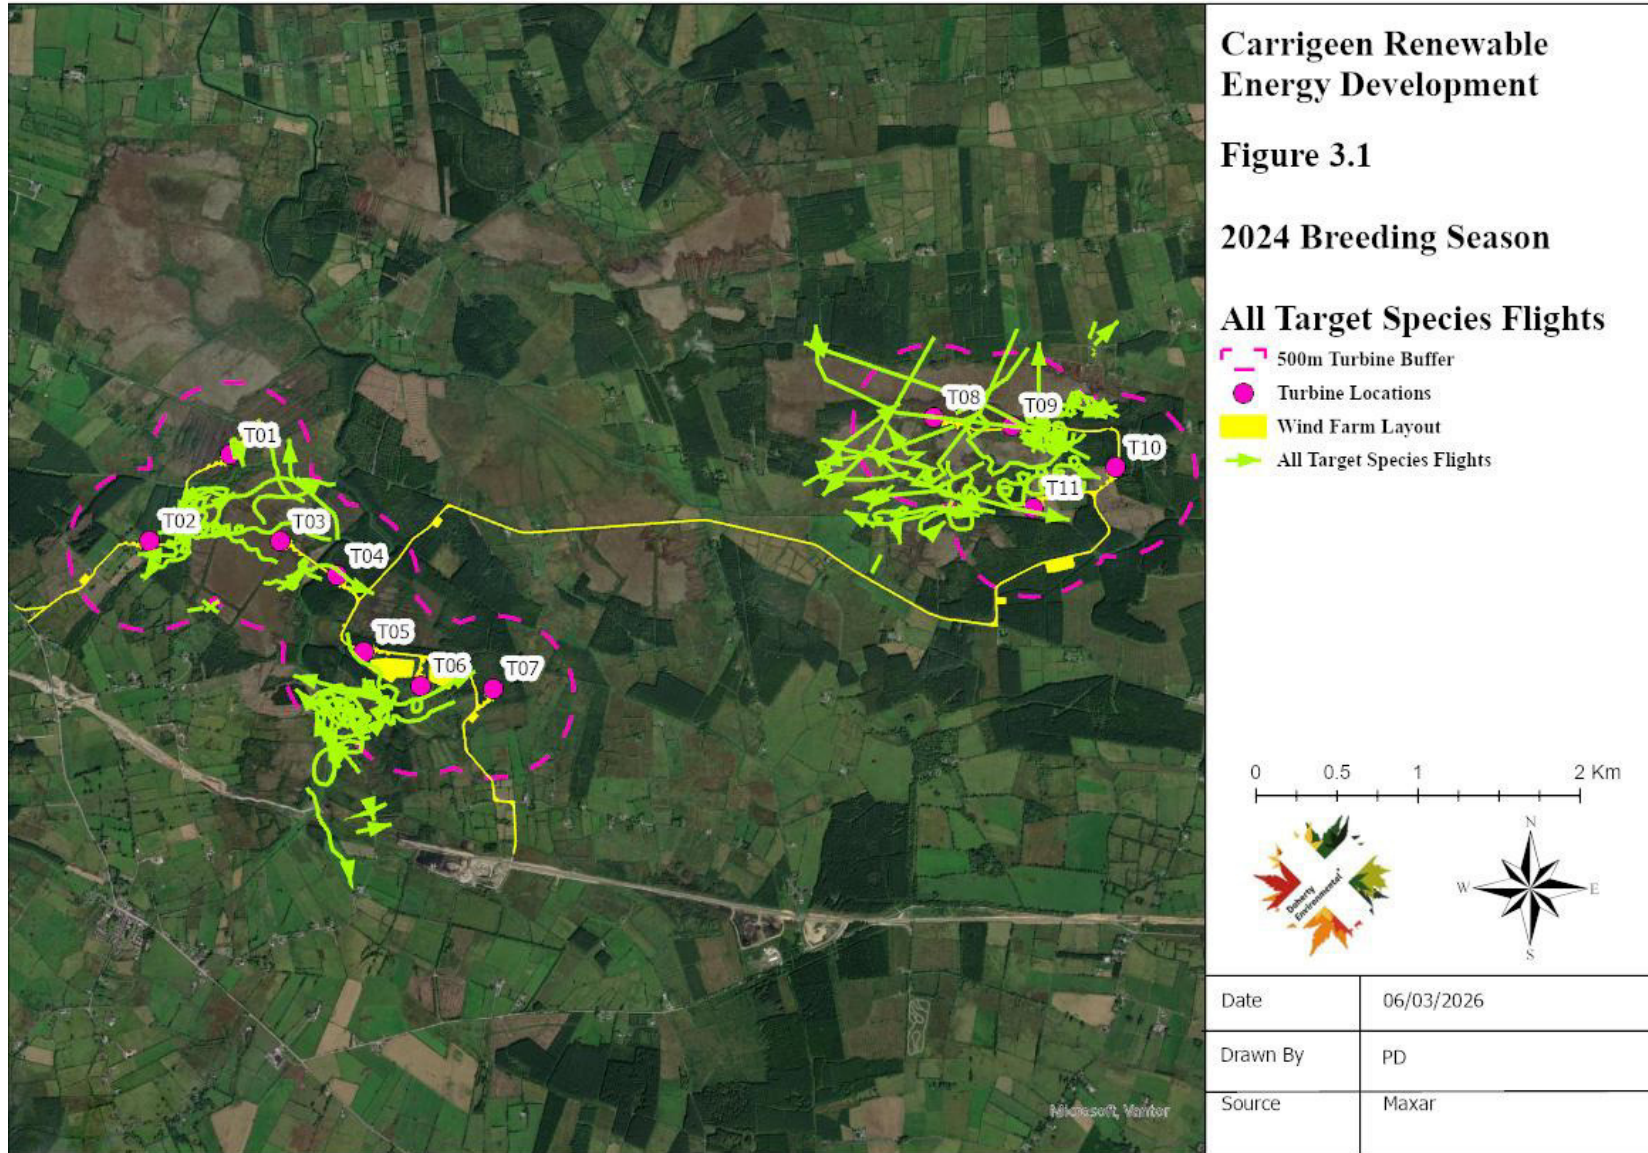 Carrigeen Renewable
Energy Development
Figure 3.1
2024 Breeding Season
All Target Species Flights
500m Turbine Buffer
Turbine Locations
Wind Farm Layout
All Target Species Flights
T01
T02
T03
T04
T05
T06
T07
T08
T09
T10
T11
0 0.5 1 2 Km
Doherty
Environmental
N
W E
S
Microsoft, Vantor
Date 06/03/2026
Drawn By PD
Source Maxar